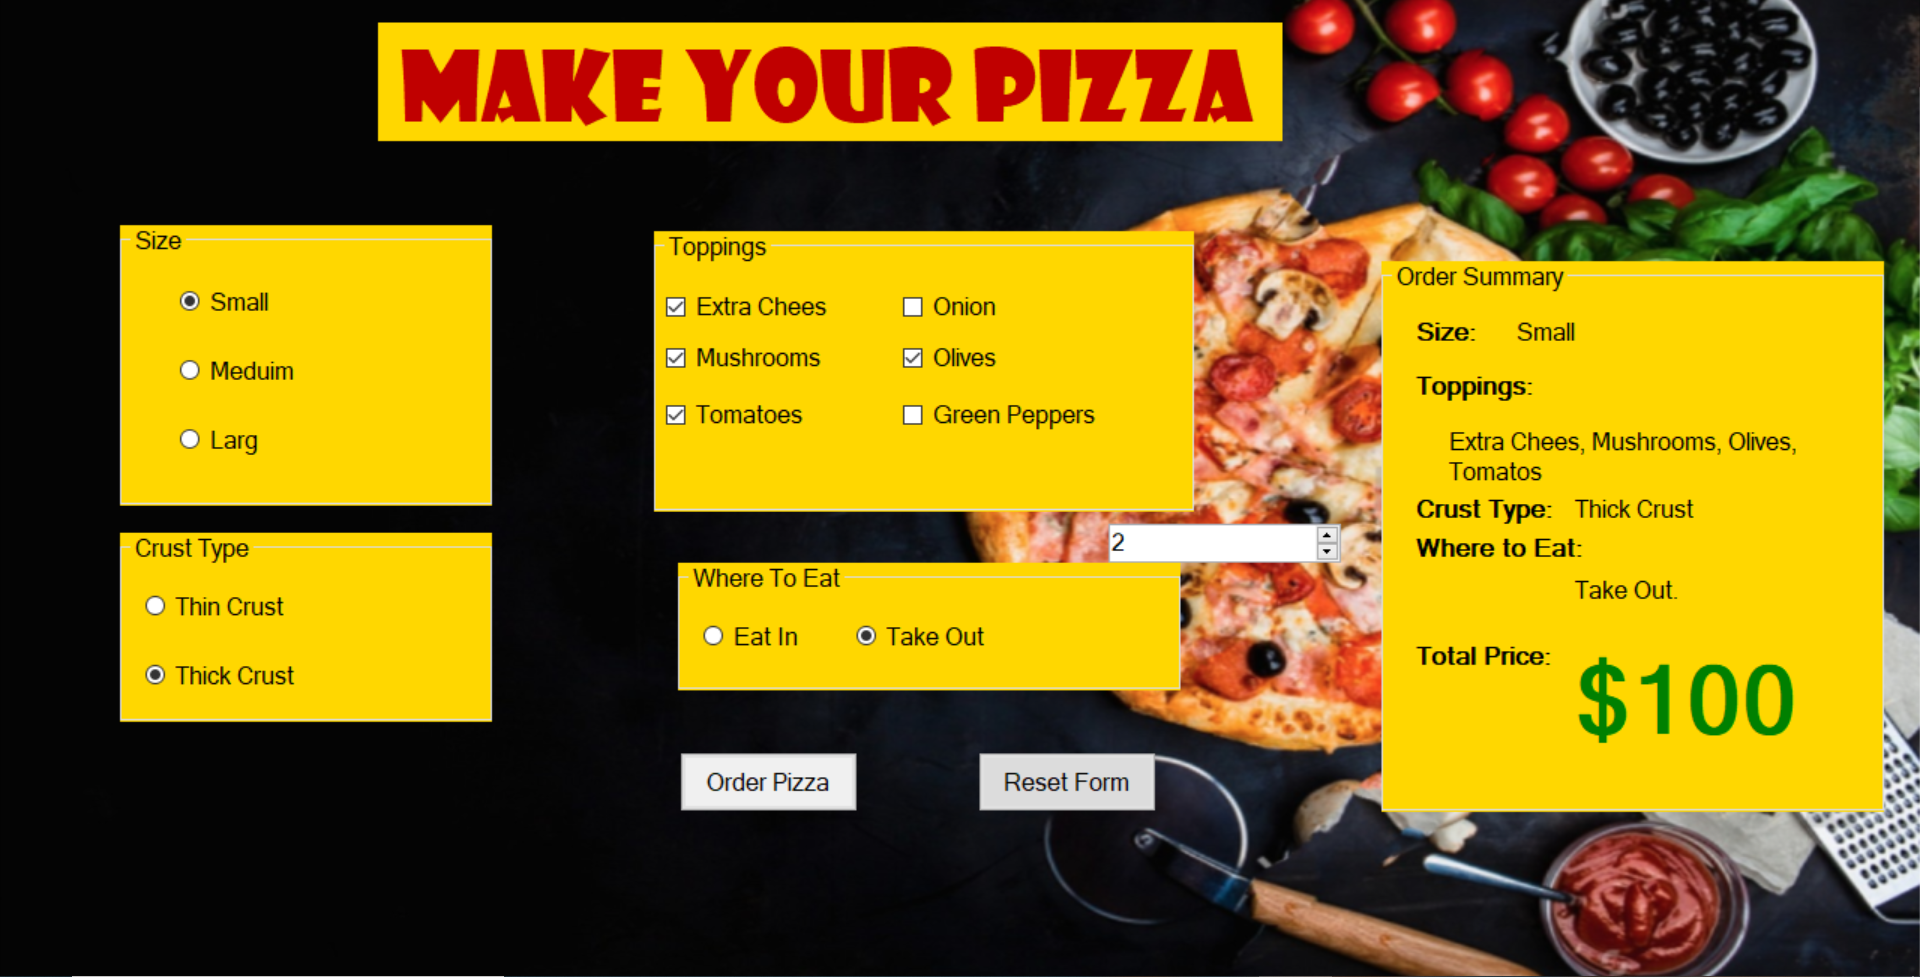 MAKE YOUR PIZZA
Size
Small
Meduim
Larg
Crust Type
Thin Crust
Thick Crust
Toppings
Extra Chees
Onion
Mushrooms
Olives
Tomatoes
Green Peppers
2
Where To Eat
Eat In
Take Out
Order Pizza
Reset Form
Order Summary
Size: Small
Toppings:
Extra Chees, Mushrooms, Olives,
Tomatos
Crust Type: Thick Crust
Where to Eat:
Take Out.
Total Price:
$100